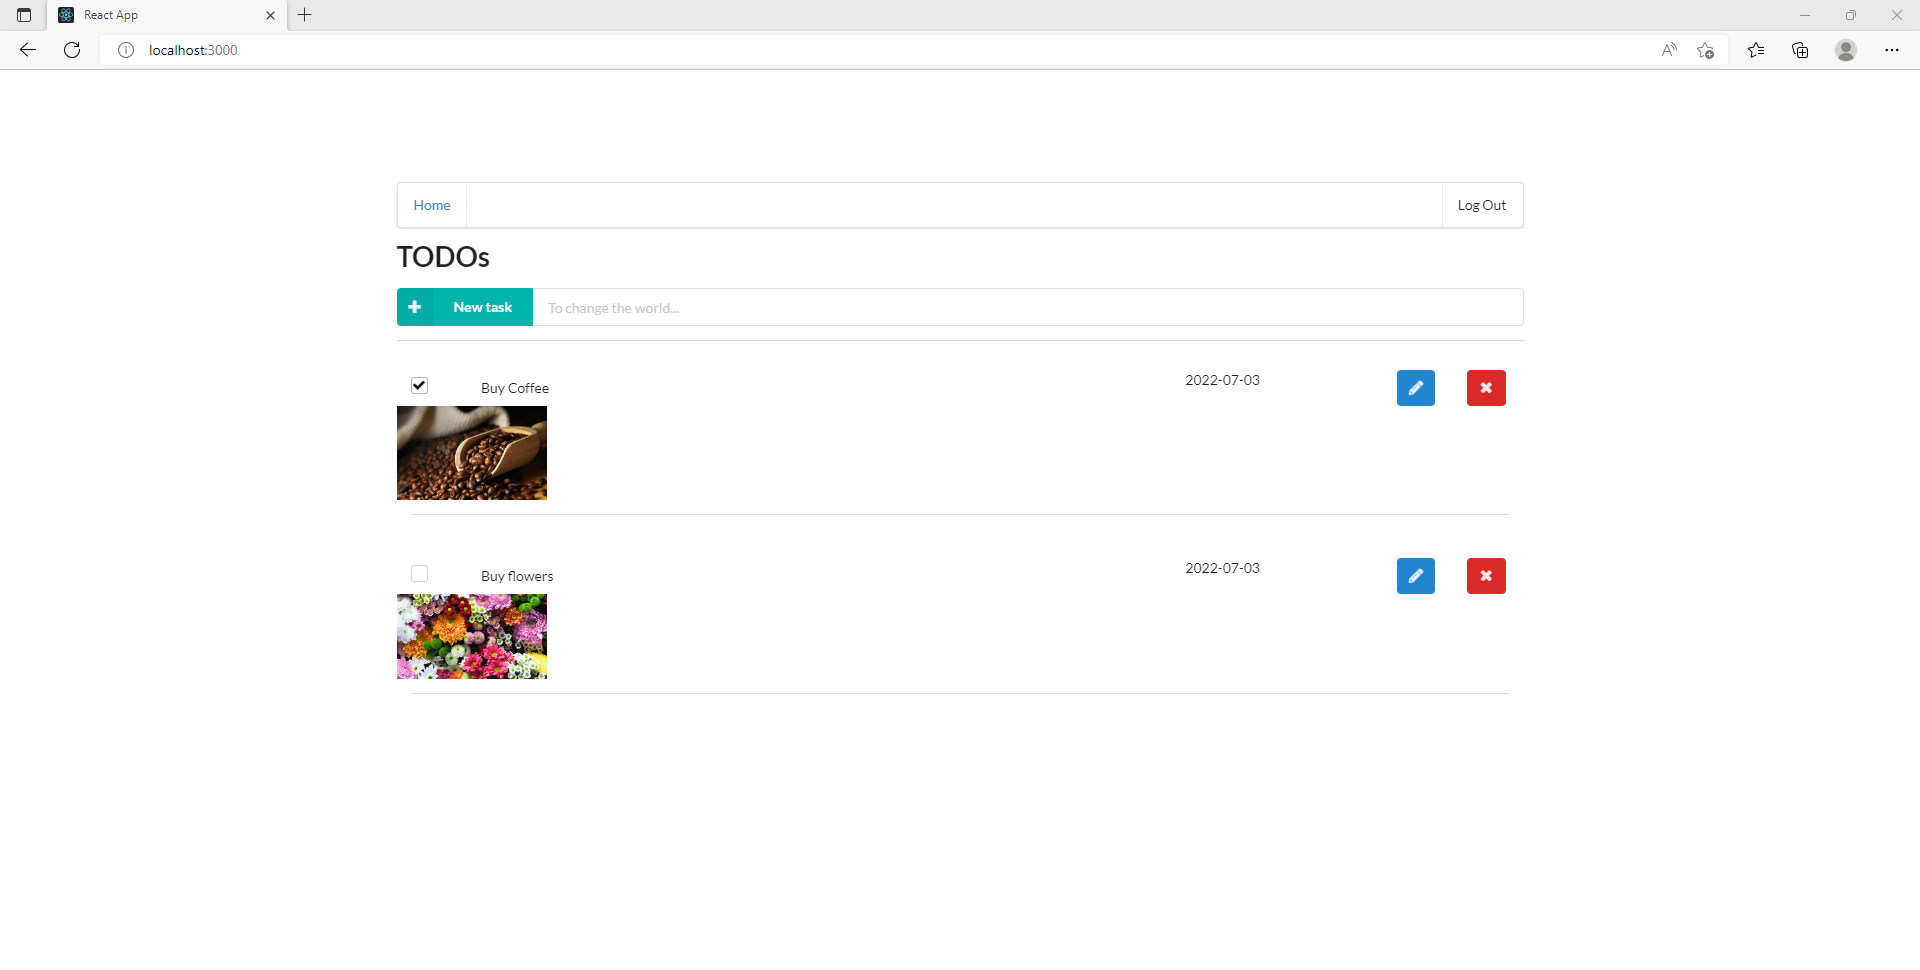 React App
localhost:3000
Home
Log Out
TODOs
New task
To change the world...
Buy Coffee
2022-07-03
Buy flowers
2022-07-03